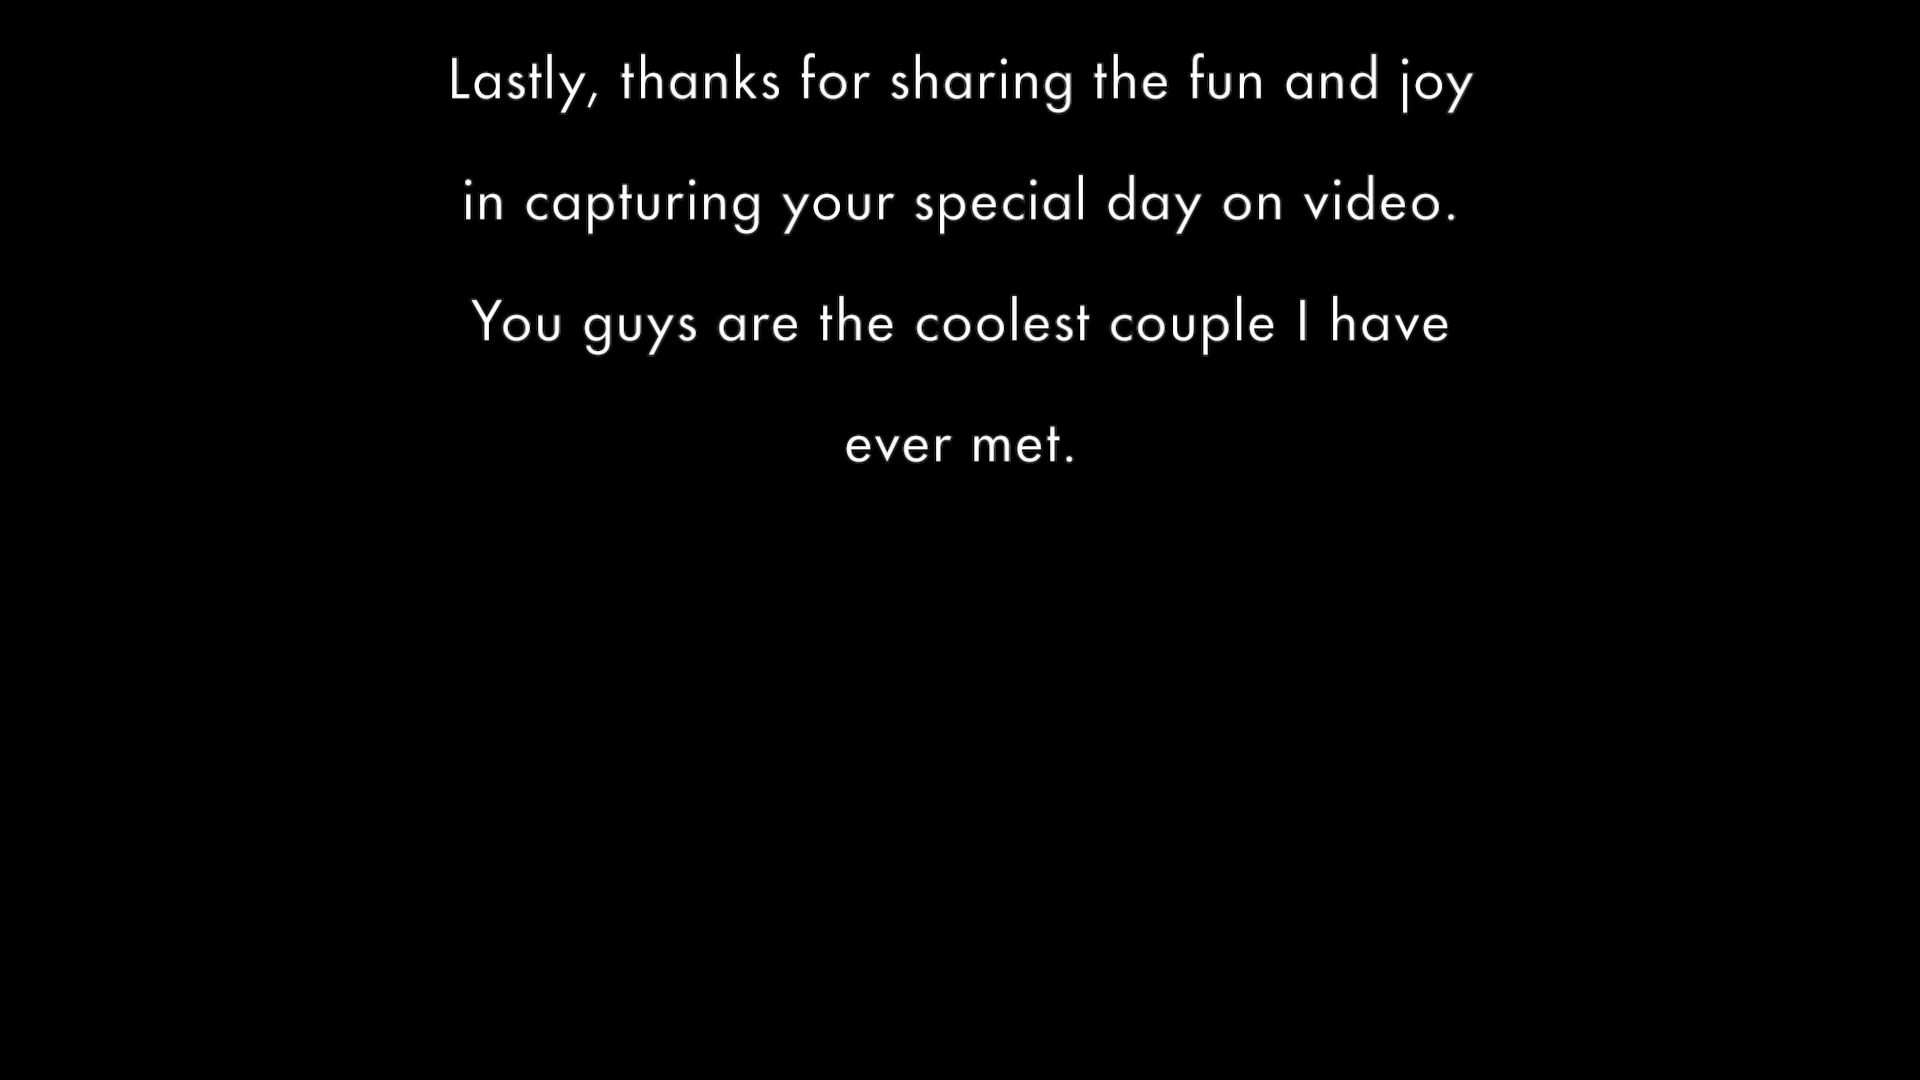 Lastly, thanks for sharing the fun and joy
in capturing your special day on video.
You guys are the coolest couple I have
ever met.